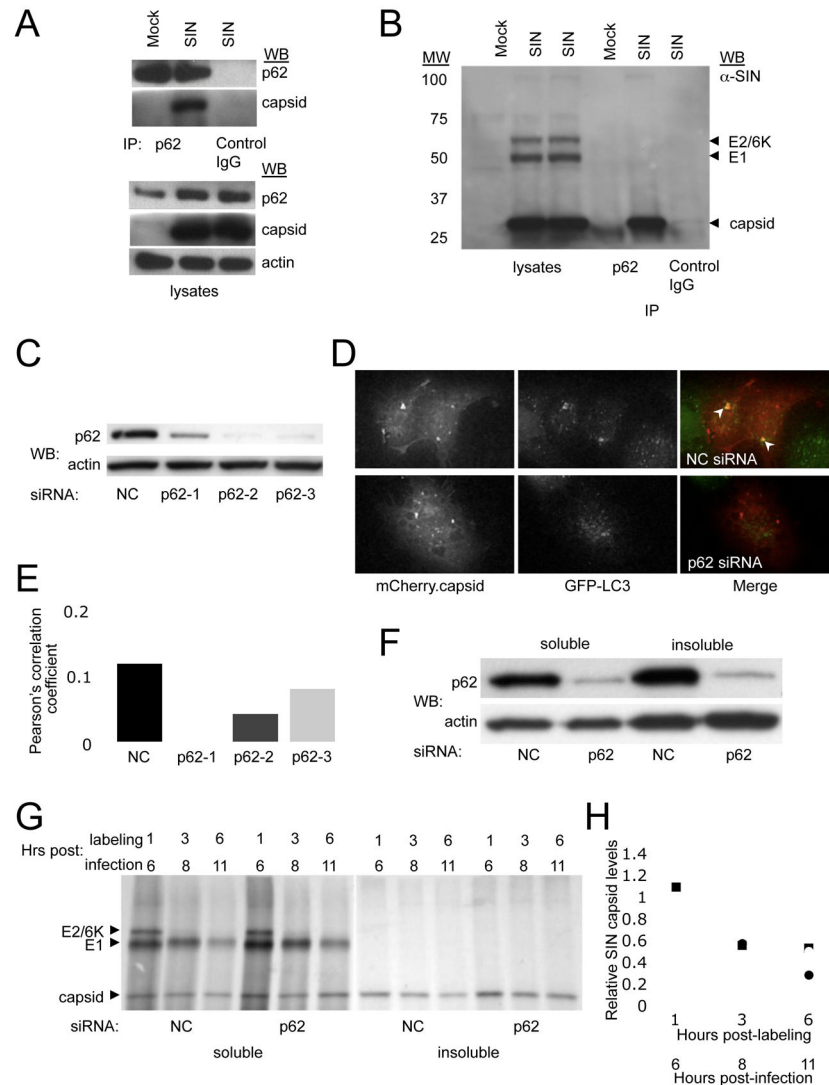 A
Mock
SIN
SIN
WB
p62
capsid
IP: p62 Control
IgG
WB
p62
capsid
actin
lysates
B
Mock
SIN
SIN
Mock
SIN
SIN
MW
WB
α-SIN
100
75
50
37
25
E2/6K
E1
capsid
lysates p62 Control
IgG
IP
C
p62
WB:
actin
siRNA: NC p62-1 p62-2 p62-3
D
NC siRNA
p62 siRNA
mCherry.capsid GFP-LC3 Merge
E
Pearson's correlation
coefficient
0.2
0.1
0
NC p62-1 p62-2 p62-3
F
soluble insoluble
p62
WB:
actin
siRNA: NC p62 NC p62
G
labeling 1 3 6 1 3 6 1 3 6 1 3 6
Hrs post:
infection 6 8 11 6 8 11 6 8 11 6 8 11
E2/6K
E1
capsid
siRNA: NC p62 NC p62
soluble insoluble
H
Relative SIN capsid levels
1.4
1.2
1
0.8
0.6
0.4
0.2
0
1 3 6
Hours post-labeling
6 8 11
Hours post-infection